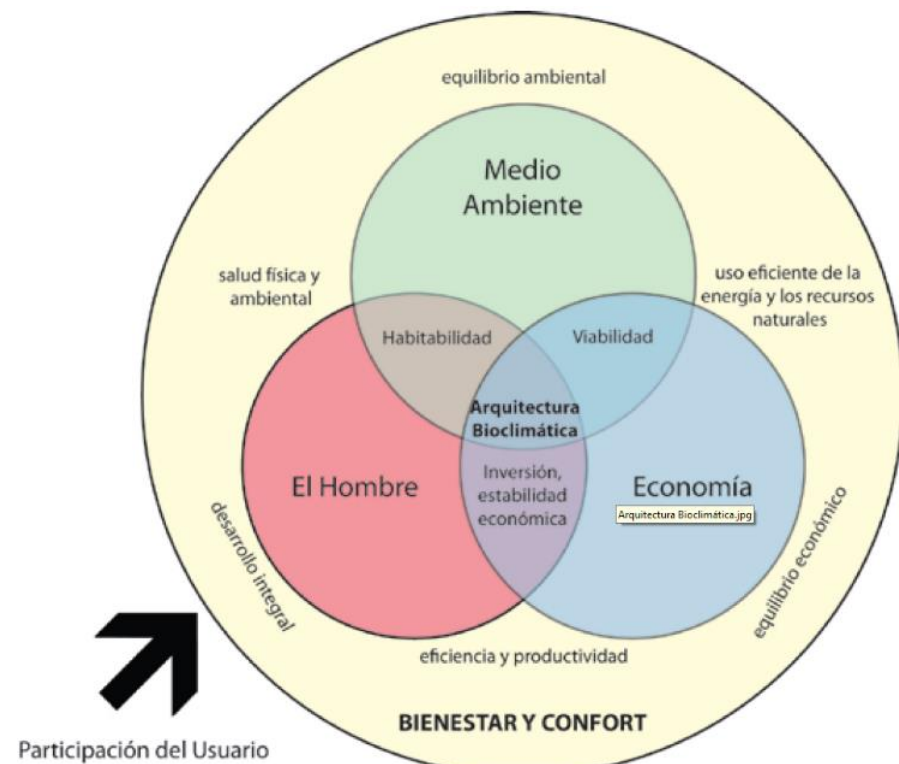 equilibrio ambiental
Medio
Ambiente
salud física y
ambiental
uso eficiente de la
energía y los recursos
naturales
Habitabilidad
Viabilidad
Arquitectura
Bioclimática
El Hombre
Inversión,
estabilidad
económica
Economía
Arquitectura Bioclimática.jpg
desarrollo integral
equilibrio económico
eficiencia y productividad
BIENESTAR Y CONFORT
Participación del Usuario